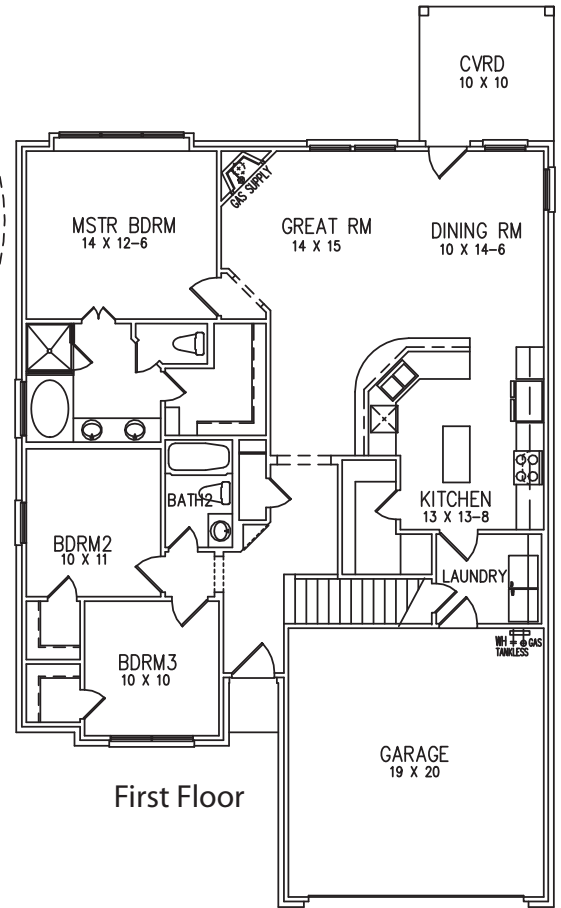 CVRD
10 X 10
GAS SUPPLY
MSTR BDRM
14 X 12-6
GREAT RM
14 X 15
DINING RM
10 X 14-6
KITCHEN
13 X 13-8
BATH2
BDRM2
10 X 11
LAUNDRY
BDRM3
10 X 10
WH GAS
TANKLESS
GARAGE
19 X 20
First Floor